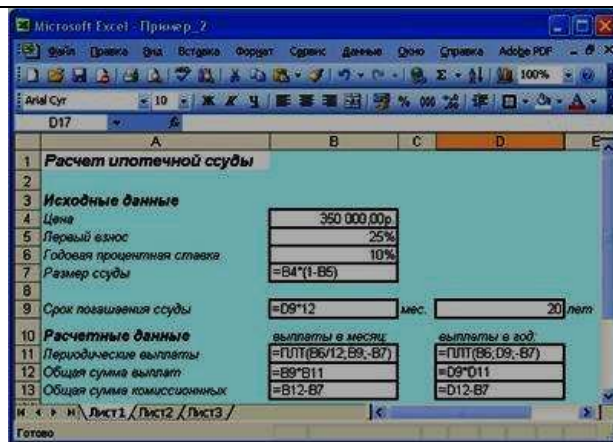 Microsoft Excel - Пример_2
Файл Правка Вид Вставка Формат Сервис Данные Окно Справка Adobe PDF
100%
Arial Cyr 10 Ж К Ч % 000
D17 fx
A B C D E
1 Расчет ипотечной ссуды
2
3 Исходные данные
4 Цена 350 000,00р.
5 Первый взнос 25%
6 Годовая процентная ставка 10%
7 Размер ссуды =B4*(1-B5)
8
9 Срок погашения ссуды =D9*12 мес. 20 лет
10 Расчетные данные выплаты в месяц: выплаты в год:
11 Периодические выплаты =ПЛТ(B6/12;B9;-B7) =ПЛТ(B6;D9;-B7)
12 Общая сумма выплат =B9*B11 =D9*D11
13 Общая сумма комиссионных =B12-B7 =D12-B7
Лист1 / Лист2 / Лист3 /
Готово